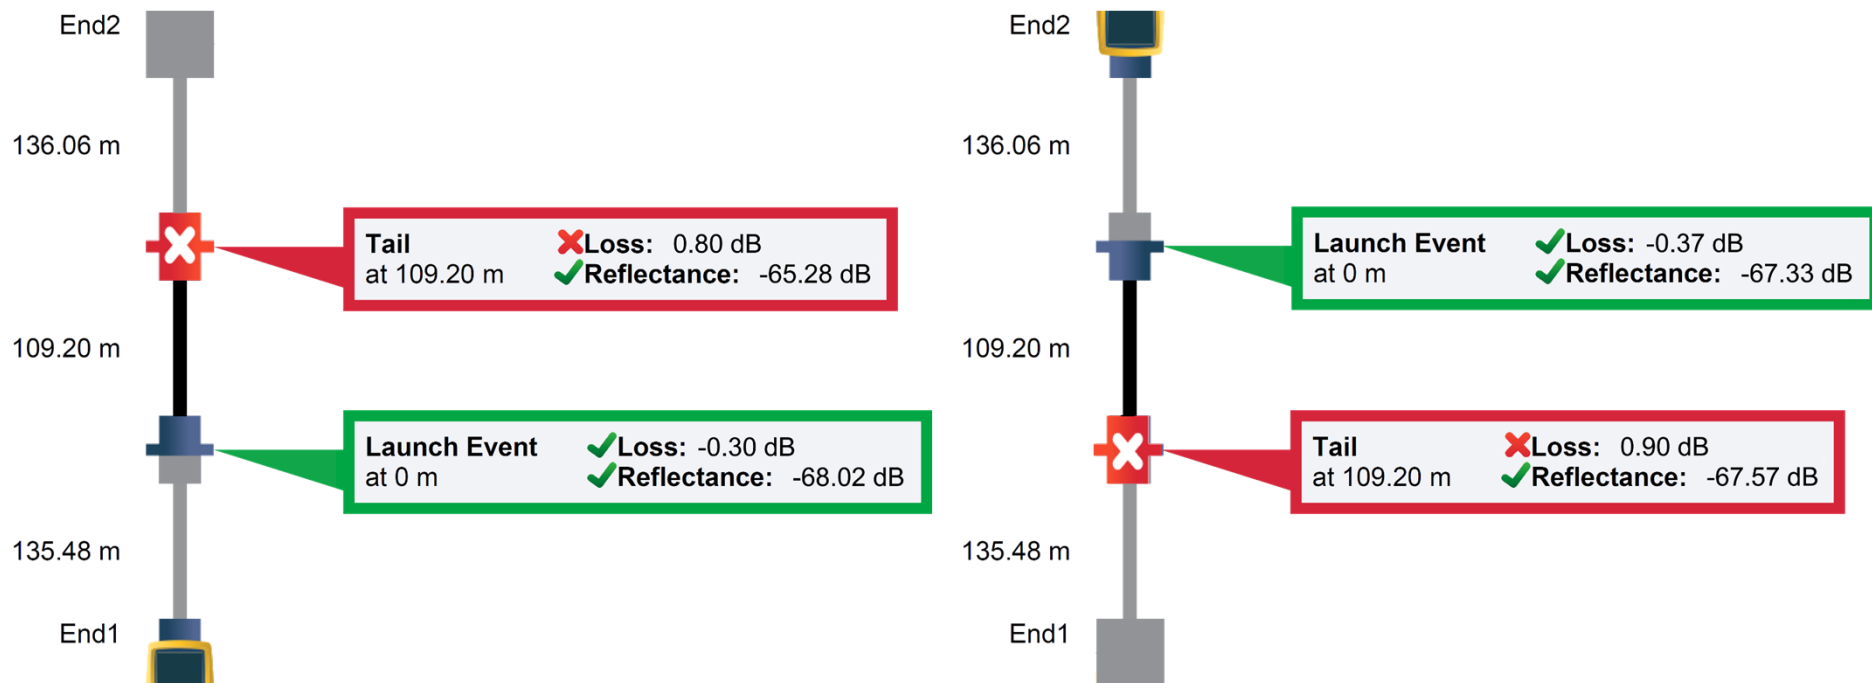 End2
136.06 m
Tail ✖Loss: 0.80 dB
at 109.20 m ✔Reflectance: -65.28 dB
109.20 m
Launch Event ✔Loss: -0.30 dB
at 0 m ✔Reflectance: -68.02 dB
135.48 m
End1
End2
136.06 m
Launch Event ✔Loss: -0.37 dB
at 0 m ✔Reflectance: -67.33 dB
109.20 m
Tail ✖Loss: 0.90 dB
at 109.20 m ✔Reflectance: -67.57 dB
135.48 m
End1